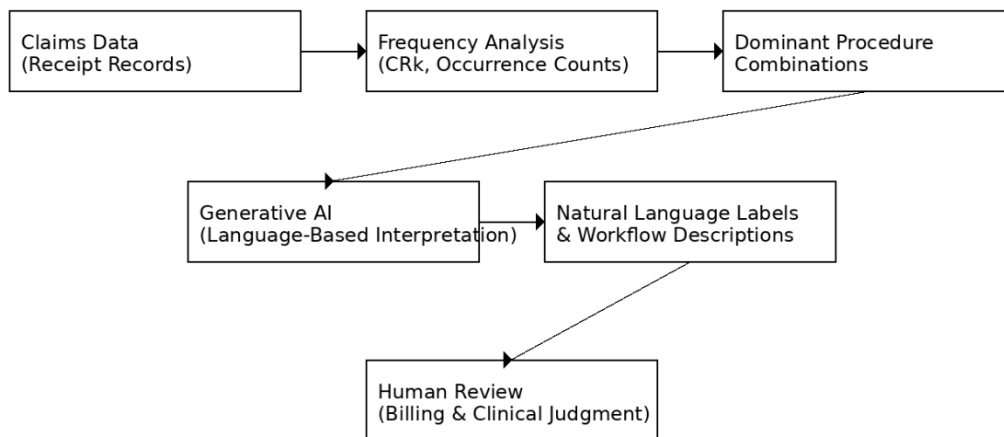 Claims Data
(Receipt Records)
Frequency Analysis
(CRk, Occurrence Counts)
Dominant Procedure
Combinations
Generative AI
(Language-Based Interpretation)
Natural Language Labels
& Workflow Descriptions
Human Review
(Billing & Clinical Judgment)